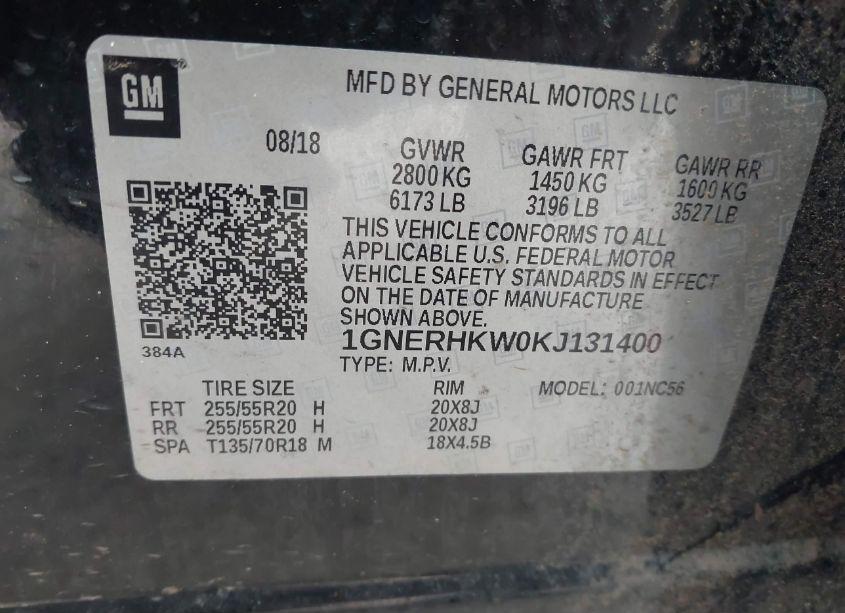 GM
MFD BY GENERAL MOTORS LLC
08/18
GVWR GAWR FRT GAWR RR
2800 KG 1450 KG 1600 KG
6173 LB 3196 LB 3527 LB
THIS VEHICLE CONFORMS TO ALL
APPLICABLE U.S. FEDERAL MOTOR
VEHICLE SAFETY STANDARDS IN EFFECT
ON THE DATE OF MANUFACTURE
SHOWN ABOVE.
384A
1GNERHKW0KJ131400
TYPE: M.P.V.
TIRE SIZE RIM MODEL: 001NC56
FRT 255/55R20 H 20X8J
RR 255/55R20 H 20X8J
SPA T135/70R18 M 18X4.5B